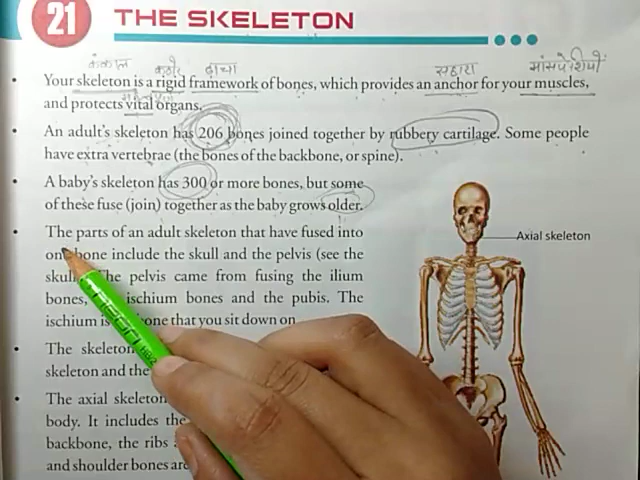 21 THE SKELETON
कंकाल कठोर ढाचा सहारा मांसपेशियों
Your skeleton is a rigid framework of bones, which provides an anchor for your muscles,
and protects vital organs.
An adult's skeleton has 206 bones joined together by rubbery cartilage. Some people
have extra vertebrae (the bones of the backbone, or spine).
A baby's skeleton has 300 or more bones, but some
of these fuse (join) together as the baby grows older.
The parts of an adult skeleton that have fused into
one bone include the skull and the pelvis (see the
Axial skeleton
skull The pelvis came from fusing the ilium
bones, ischium bones and the pubis. The
ischium is bone that you sit down on
The skeleton
skeleton and the
The axial skeleton
body. It includes the
backbone, the ribs
and shoulder bones are